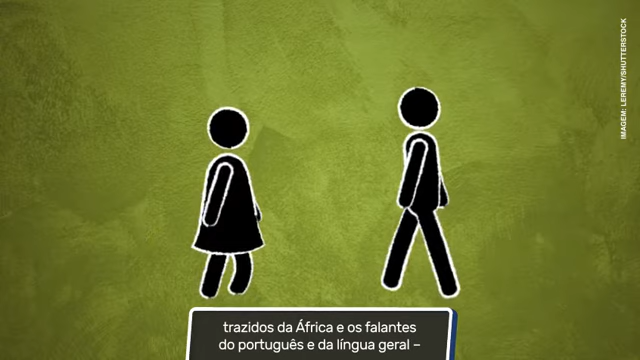 IMAGEM: LEREMY/SHUTTERSTOCK
trazidos da África e os falantes
do português e da língua geral –